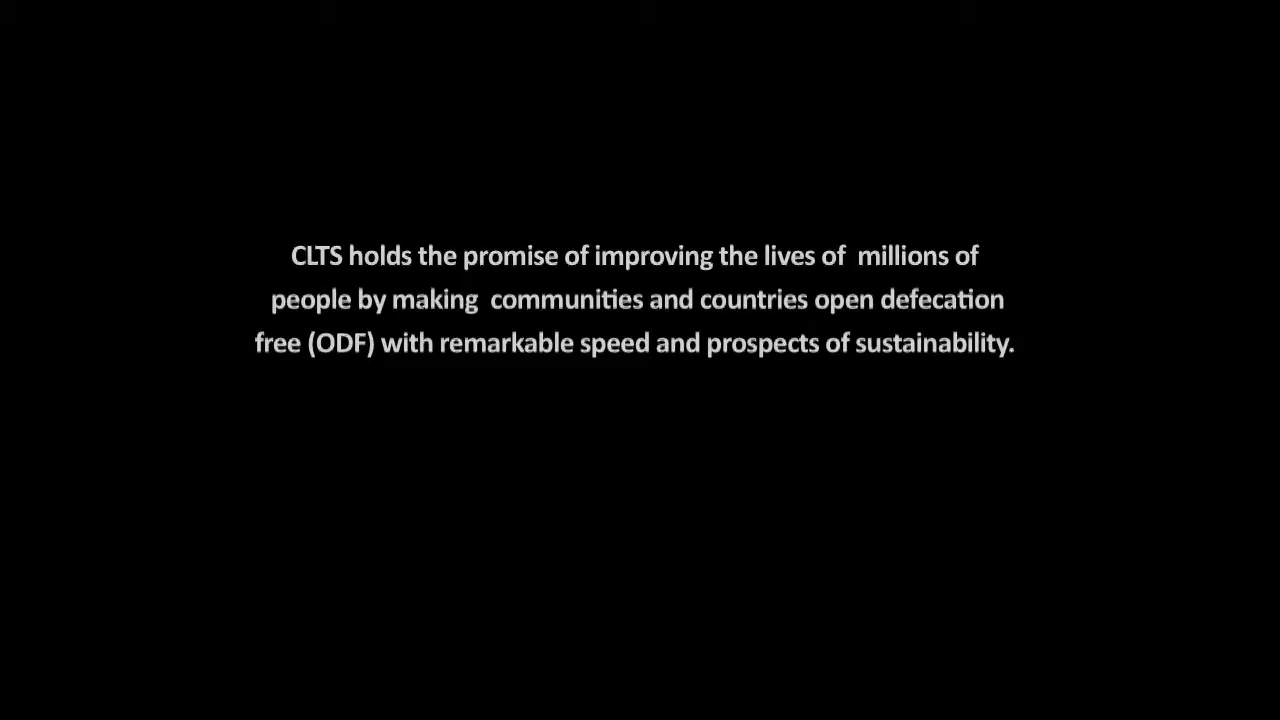 CLTS holds the promise of improving the lives of  millions of
people by making  communities and countries open defecation
free (ODF) with remarkable speed and prospects of sustainability.